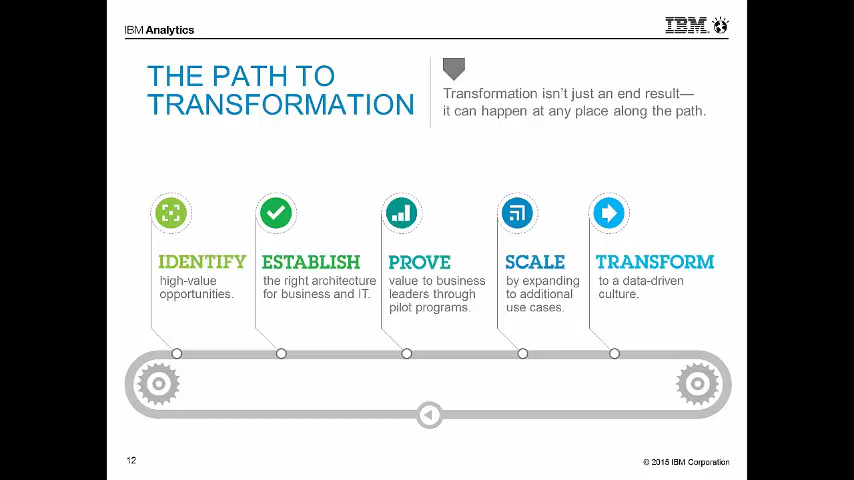 IBM Analytics
IBM
THE PATH TO
TRANSFORMATION
Transformation isn't just an end result—
it can happen at any place along the path.
IDENTIFY
high-value
opportunities.
ESTABLISH
the right architecture
for business and IT.
PROVE
value to business
leaders through
pilot programs.
SCALE
by expanding
to additional
use cases.
TRANSFORM
to a data-driven
culture.
12
© 2015 IBM Corporation